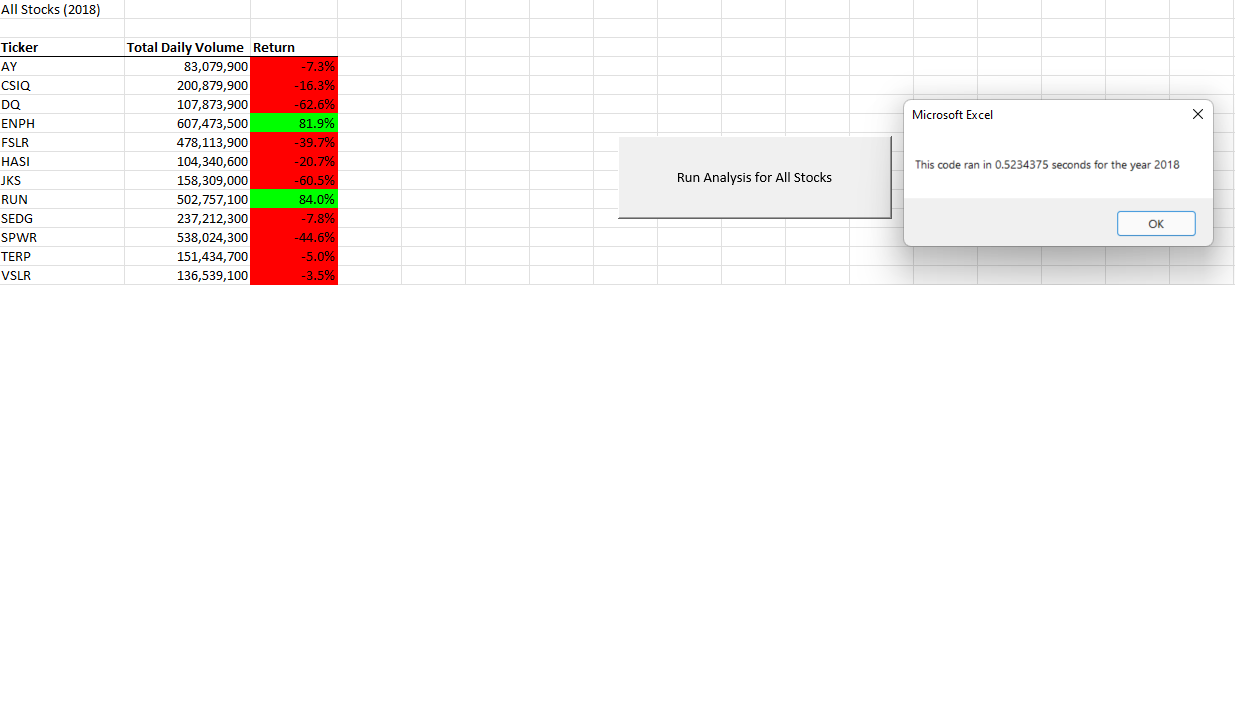 All Stocks (2018)
Ticker Total Daily Volume Return
AY 83,079,900 -7.3%
CSIQ 200,879,900 -16.3%
DQ 107,873,900 -62.6%
ENPH 607,473,500 81.9%
FSLR 478,113,900 -39.7%
HASI 104,340,600 -20.7%
JKS 158,309,000 -60.5%
RUN 502,757,100 84.0%
SEDG 237,212,300 -7.8%
SPWR 538,024,300 -44.6%
TERP 151,434,700 -5.0%
VSLR 136,539,100 -3.5%
Run Analysis for All Stocks
Microsoft Excel
This code ran in 0.5234375 seconds for the year 2018
OK